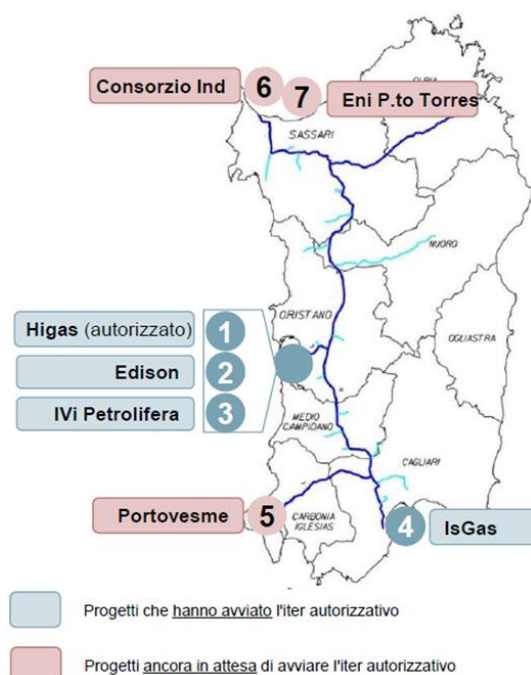 Consorzio Ind
6
7
Eni P.to Torres
OLBIA
SASSARI
NUORO
ORISTANO
Higas (autorizzato)
1
Edison
2
IVi Petrolifera
3
OGLIASTRA
MEDIO
CAMPIDANO
CAGLIARI
Portovesme
5
CARBONIA
IGLESIAS
4
IsGas
Progetti che hanno avviato l'iter autorizzativo
Progetti ancora in attesa di avviare l'iter autorizzativo